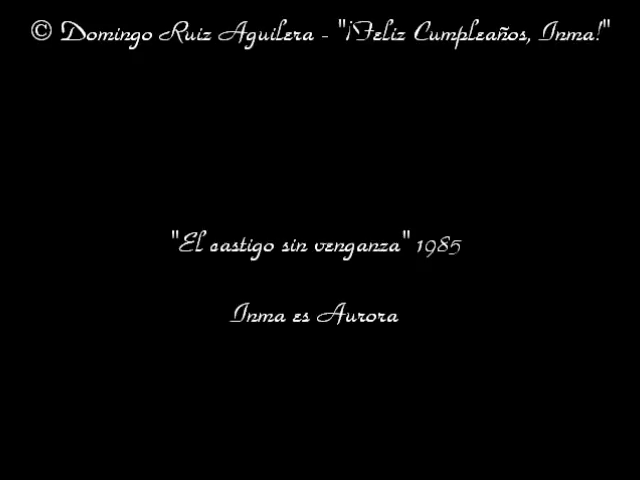 © Domingo Ruiz Aguilera - "¡Feliz Cumpleaños, Inma!"
"El castigo sin venganza" 1985
Inma es Aurora